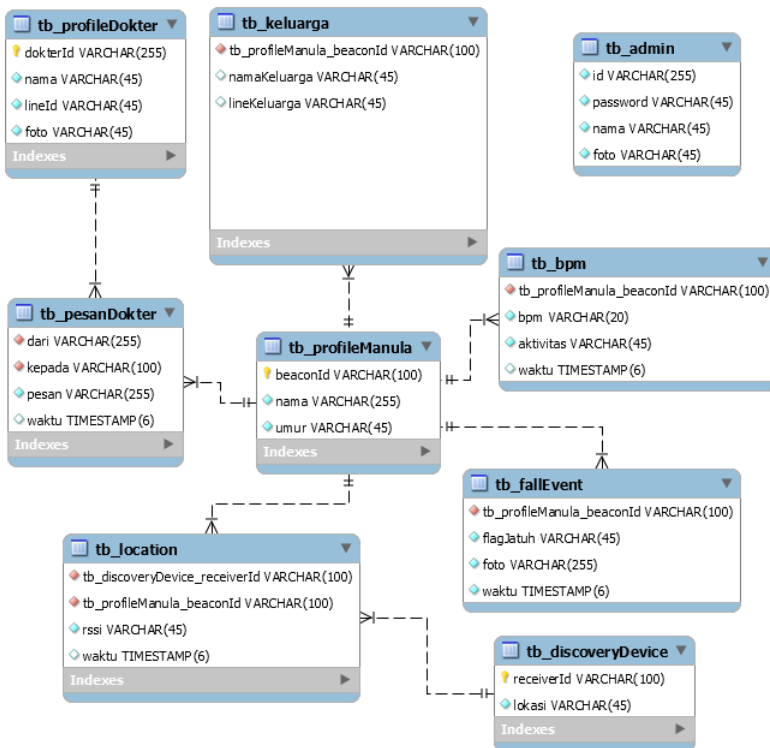 tb_profileDokter
dokterId VARCHAR(255)
nama VARCHAR(45)
lineId VARCHAR(45)
foto VARCHAR(45)
Indexes
tb_keluarga
tb_profileManula_beaconId VARCHAR(100)
namaKeluarga VARCHAR(45)
lineKeluarga VARCHAR(45)
Indexes
tb_admin
id VARCHAR(255)
password VARCHAR(45)
nama VARCHAR(45)
foto VARCHAR(45)
tb_bpm
tb_profileManula_beaconId VARCHAR(100)
bpm VARCHAR(20)
aktivitas VARCHAR(45)
waktu TIMESTAMP(6)
tb_pesanDokter
dari VARCHAR(255)
kepada VARCHAR(100)
pesan VARCHAR(255)
waktu TIMESTAMP(6)
Indexes
tb_profileManula
beaconId VARCHAR(100)
nama VARCHAR(255)
umur VARCHAR(45)
Indexes
tb_fallEvent
tb_profileManula_beaconId VARCHAR(100)
flagJatuh VARCHAR(45)
foto VARCHAR(255)
waktu TIMESTAMP(6)
tb_location
tb_discoveryDevice_receiverId VARCHAR(100)
tb_profileManula_beaconId VARCHAR(100)
rssi VARCHAR(45)
waktu TIMESTAMP(6)
Indexes
tb_discoveryDevice
receiverId VARCHAR(100)
lokasi VARCHAR(45)
Indexes